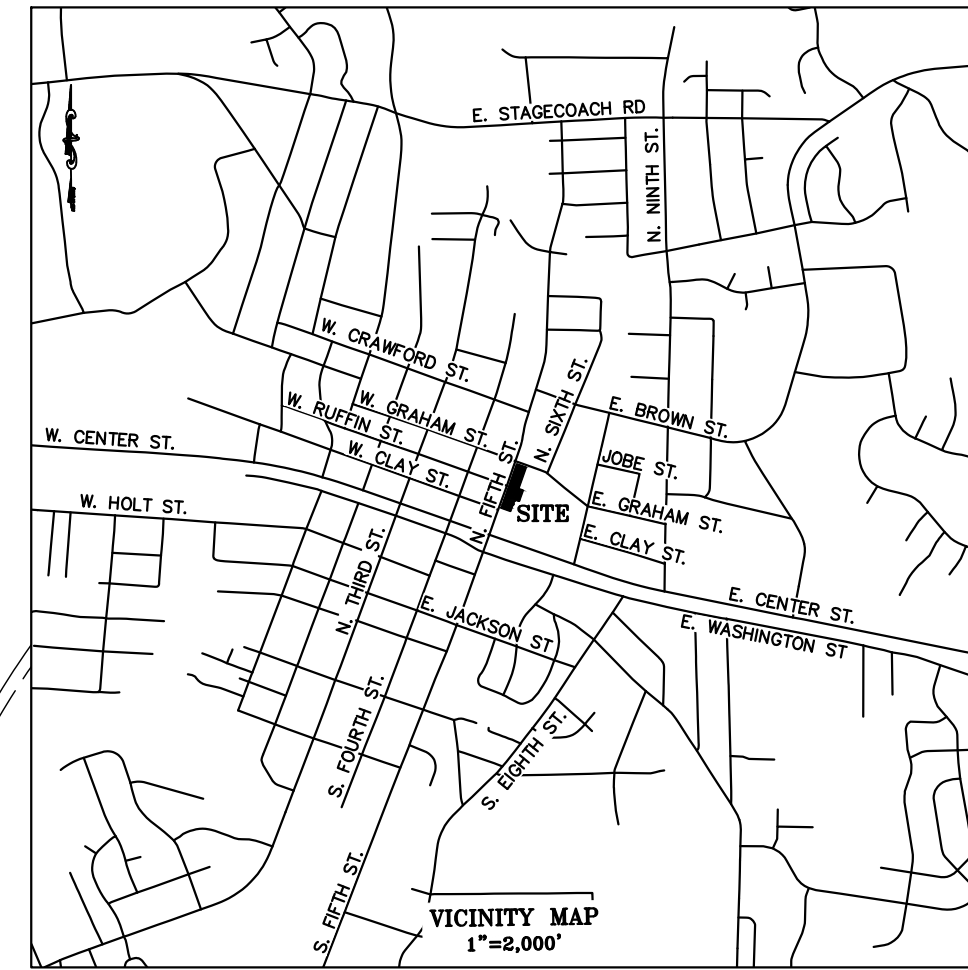 E. STAGECOACH RD
N. NINTH ST.
W. CRAWFORD ST.
N. SIXTH ST.
W. GRAHAM ST.
W. RUFFIN ST.
E. BROWN ST.
W. CENTER ST.
W. CLAY ST.
N. FIFTH ST.
JOBE ST.
W. HOLT ST.
SITE
E. GRAHAM ST.
E. CLAY ST.
N. THIRD ST.
E. JACKSON ST
E. CENTER ST.
E. WASHINGTON ST
S. FOURTH ST.
S. EIGHTH ST.
S. FIFTH ST.
VICINITY MAP
1"=2,000'